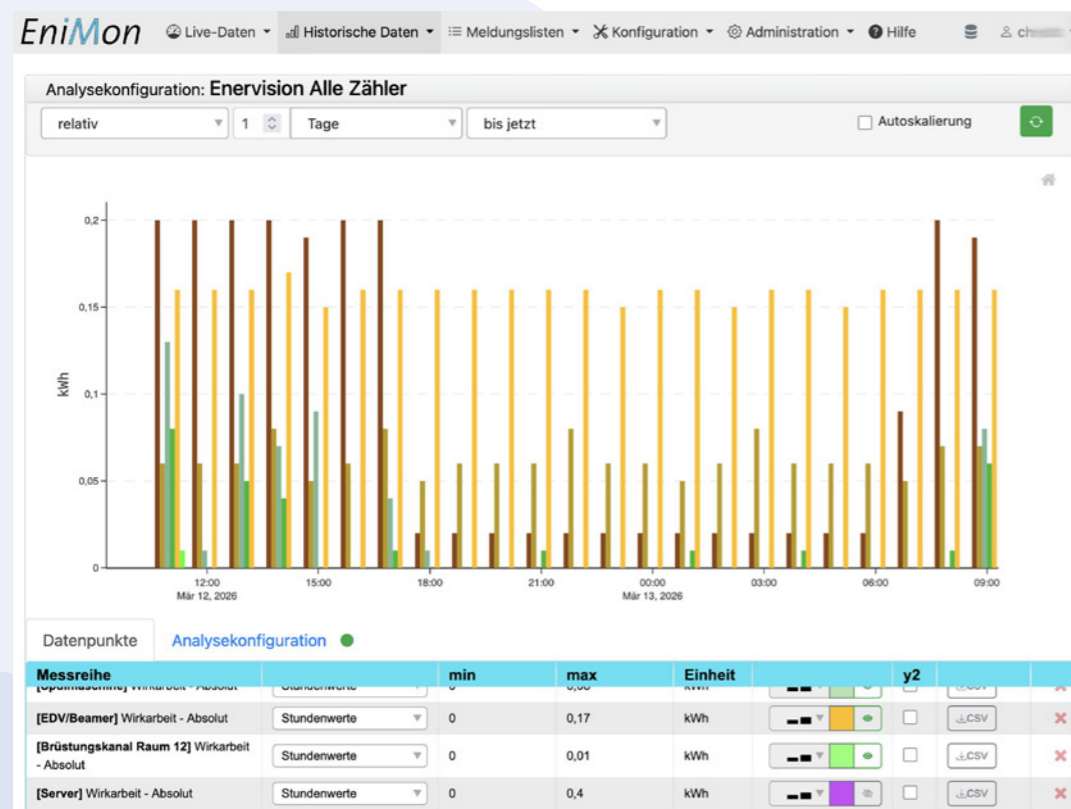 EniMon Live-Daten Historische Daten Meldungslisten Konfiguration Administration Hilfe
Analysekonfiguration: Enervision Alle Zähler
relativ 1 Tage bis jetzt Autoskalierung
0,2
0,15
0,1
0,05
0
kWh
12:00 15:00 18:00 21:00 00:00 03:00 06:00 09:00
Mär 12, 2026 Mär 13, 2026
Datenpunkte Analysekonfiguration
Messreihe min max Einheit y2
[EDV/Beamer] Wirkarbeit - Absolut Stundenwerte 0 0,17 kWh CSV
[Brüstungskanal Raum 12] Wirkarbeit
- Absolut Stundenwerte 0 0,01 kWh CSV
[Server] Wirkarbeit - Absolut Stundenwerte 0 0,4 kWh CSV